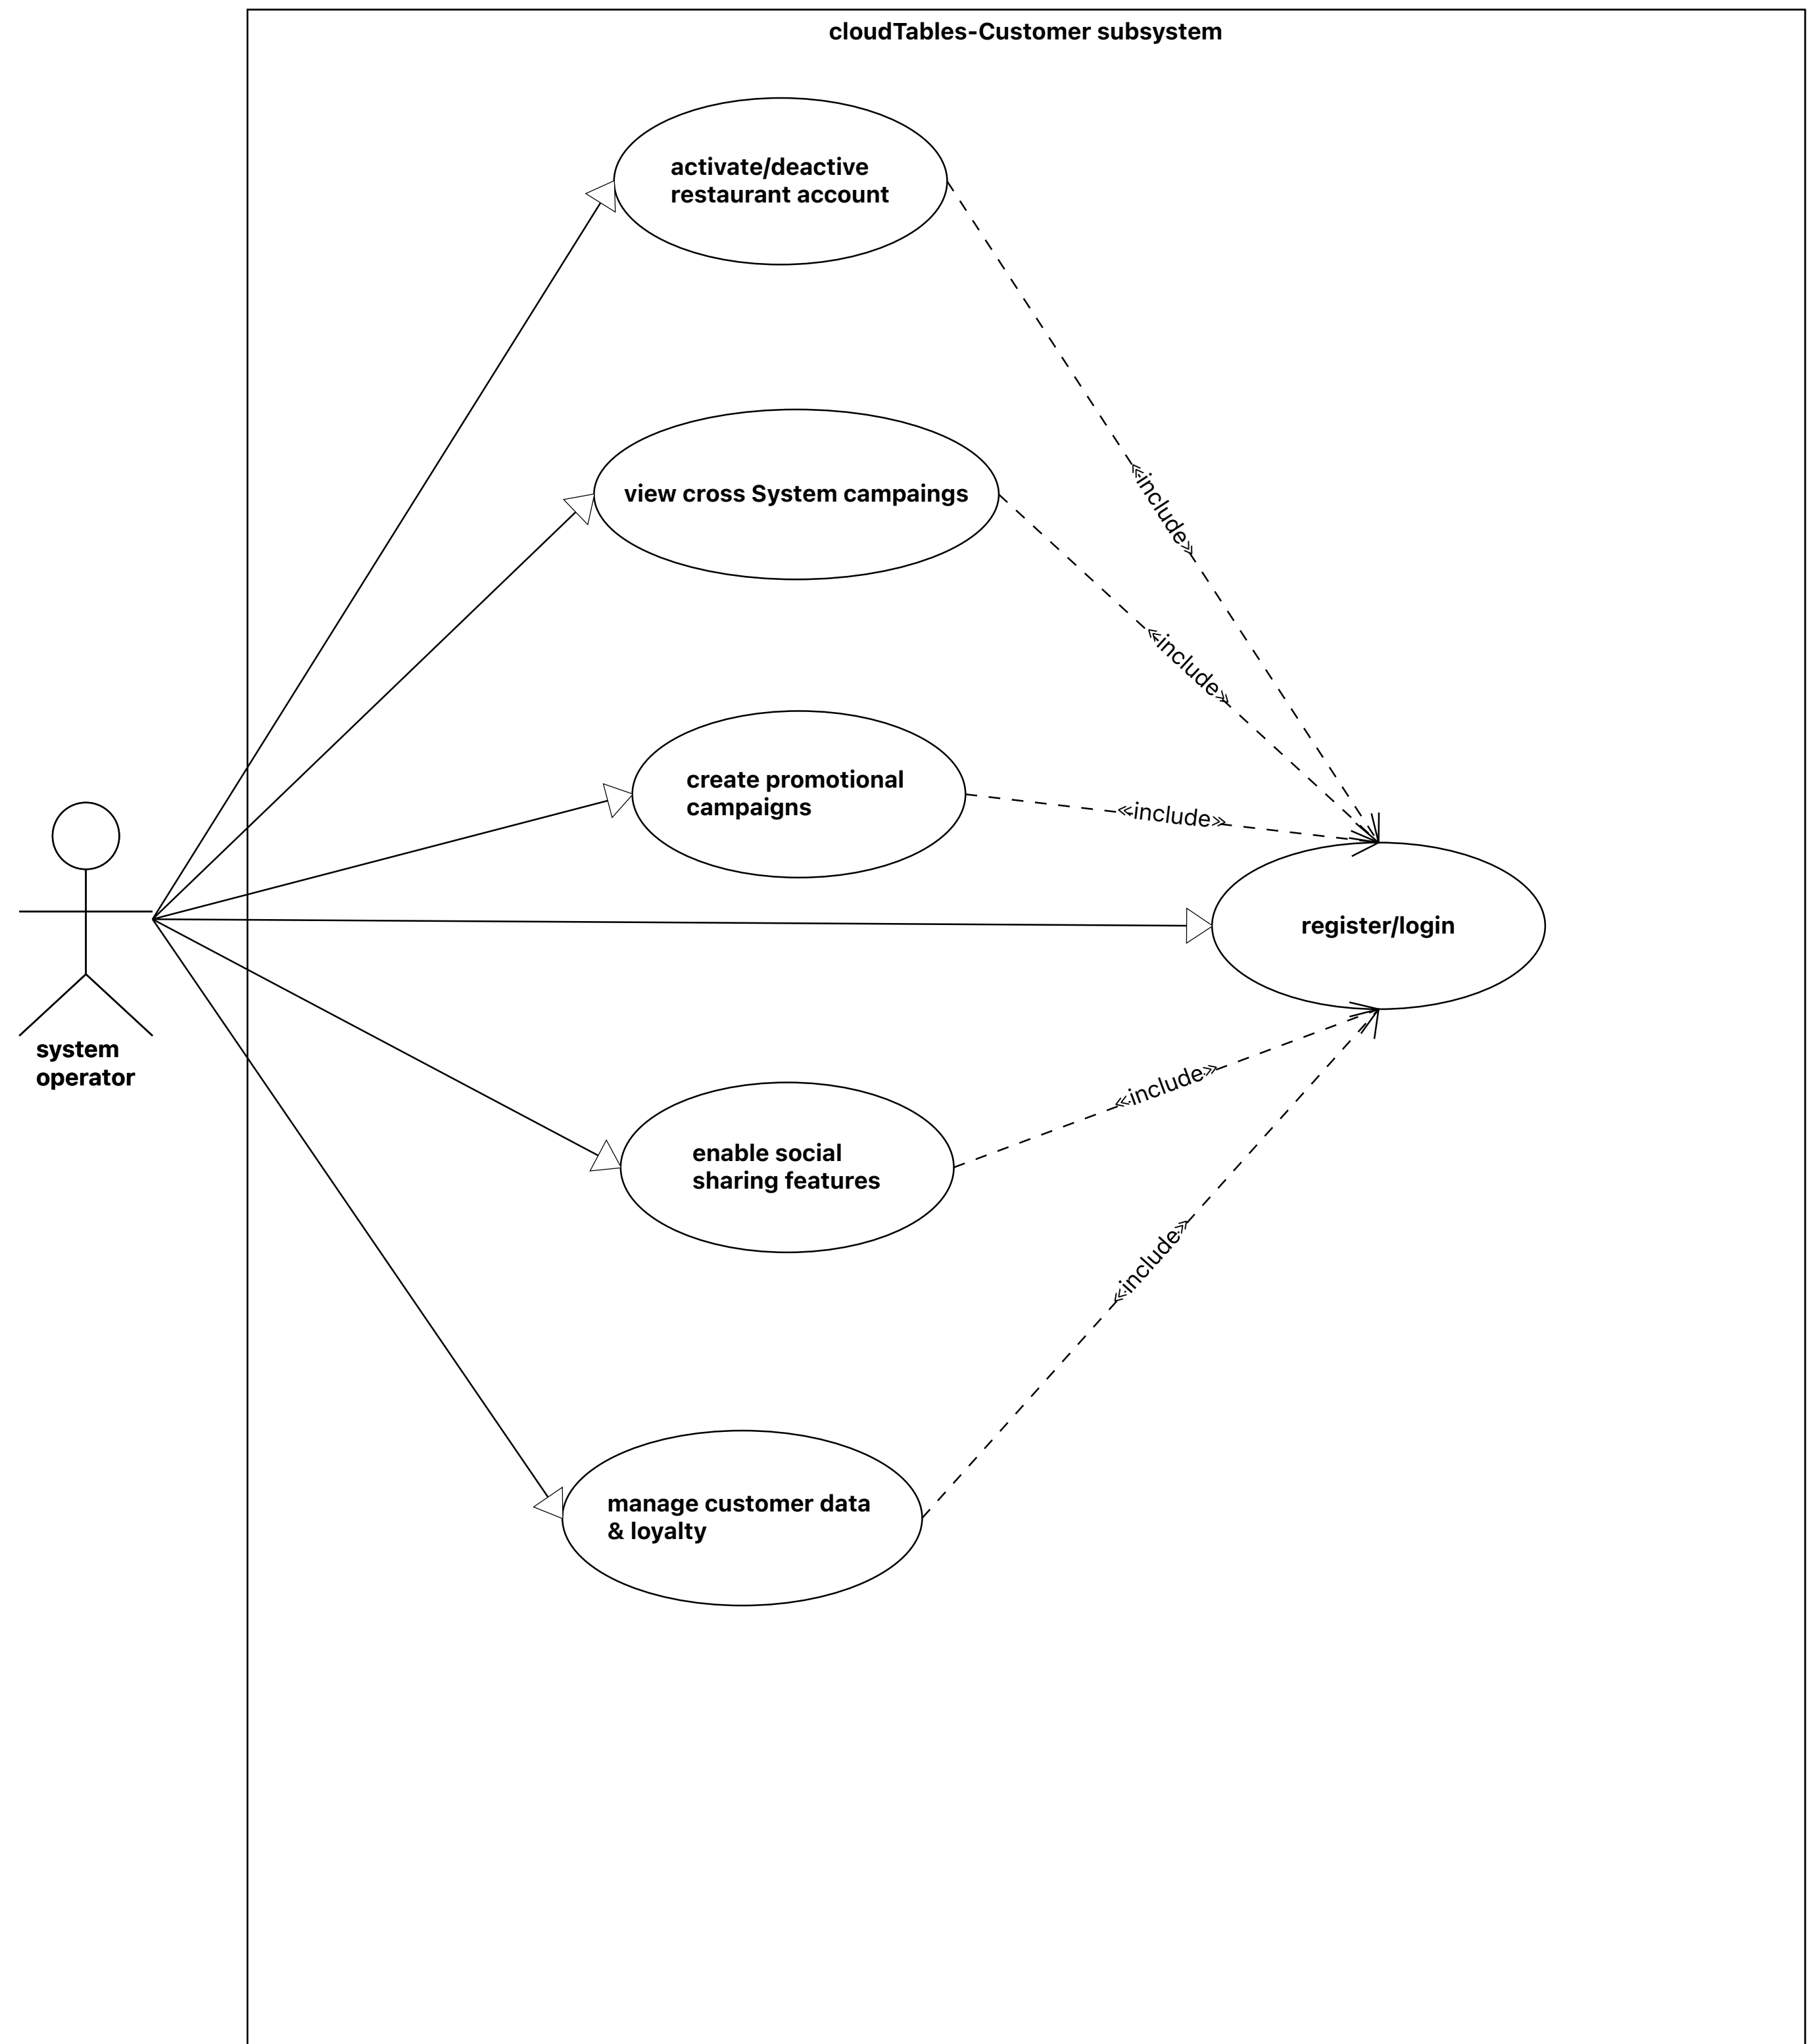 cloudTables-Customer subsystem
activate/deactive
restaurant account
view cross System campaings
<<include>>
<<include>>
create promotional
campaigns
<<include>>
register/login
system
operator
<<include>>
enable social
sharing features
<<include>>
manage customer data
& loyalty